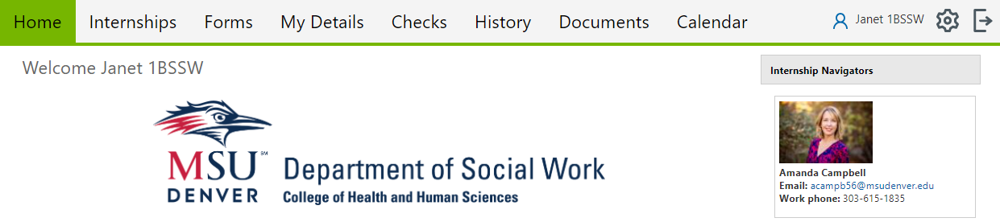 Home Internships Forms My Details Checks History Documents Calendar Janet 1BSSW
Welcome Janet 1BSSW
Internship Navigators
MSU SM
DENVER
Department of Social Work
College of Health and Human Sciences
Amanda Campbell
Email: acampb56@msudenver.edu
Work phone: 303-615-1835